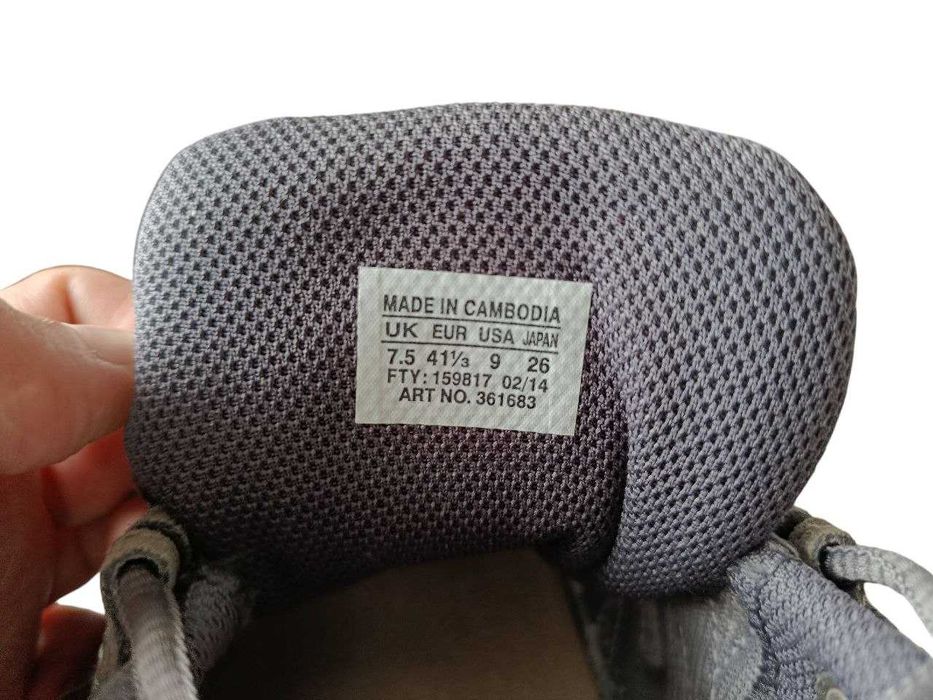 MADE IN CAMBODIA
UK EUR USA JAPAN
7.5 41⅓ 9 26
FTY: 159817 02/14
ART NO. 361683